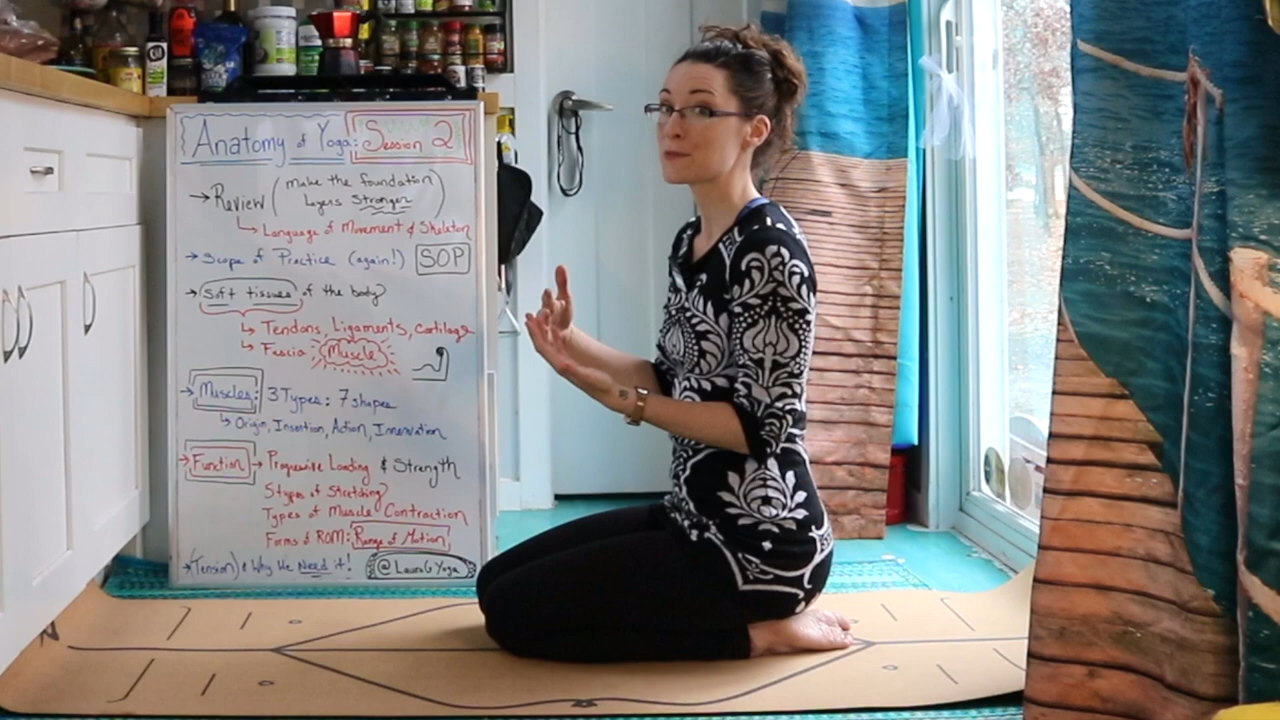 Anatomy of Yoga: Session 2
→ Review (make the foundation layers stronger)
↳ Language of Movement & Skeleton
→ Scope of Practice (again!) SOP
→ Soft tissues of the body
↳ Tendons, Ligaments, Cartilage
↳ Fascia Muscle
→ Muscles: 3 Types: 7 shapes
↳ Origin, Insertion, Action, Innervation
→ Function → Progressive Loading & Strength
5 types of Stretching
Types of Muscle Contraction
Forms of ROM: Range of Motion
→ (Tension) & Why We Need it! @LauraGYoga